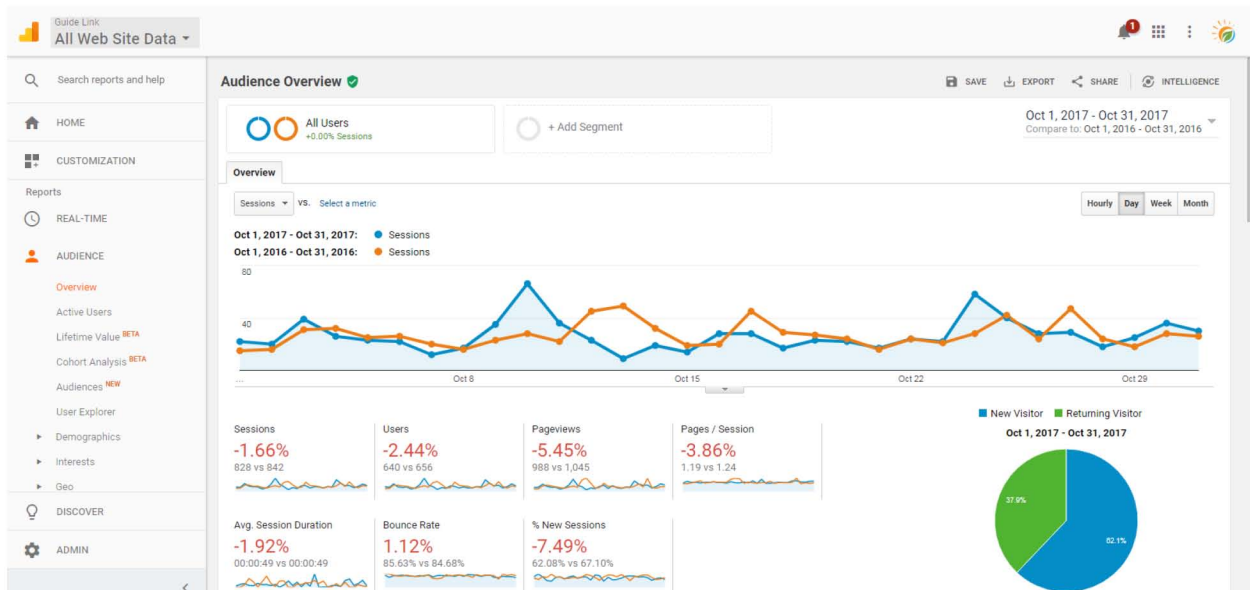 Guide Link
All Web Site Data
1
Search reports and help
HOME
CUSTOMIZATION
Reports
REAL-TIME
AUDIENCE
Overview
Active Users
Lifetime Value BETA
Cohort Analysis BETA
Audiences NEW
User Explorer
Demographics
Interests
Geo
DISCOVER
ADMIN
Audience Overview
SAVE EXPORT SHARE INTELLIGENCE
All Users
+0.00% Sessions
+ Add Segment
Oct 1, 2017 - Oct 31, 2017
Compare to: Oct 1, 2016 - Oct 31, 2016
Overview
Sessions VS. Select a metric
Hourly Day Week Month
Oct 1, 2017 - Oct 31, 2017: Sessions
Oct 1, 2016 - Oct 31, 2016: Sessions
80
40
... Oct 8 Oct 15 Oct 22 Oct 29
New Visitor Returning Visitor
Oct 1, 2017 - Oct 31, 2017
37.9%
62.1%
Sessions
-1.66%
828 vs 842
Users
-2.44%
640 vs 656
Pageviews
-5.45%
988 vs 1,045
Pages / Session
-3.86%
1.19 vs 1.24
Avg. Session Duration
-1.92%
00:00:49 vs 00:00:49
Bounce Rate
1.12%
85.63% vs 84.68%
% New Sessions
-7.49%
62.08% vs 67.10%